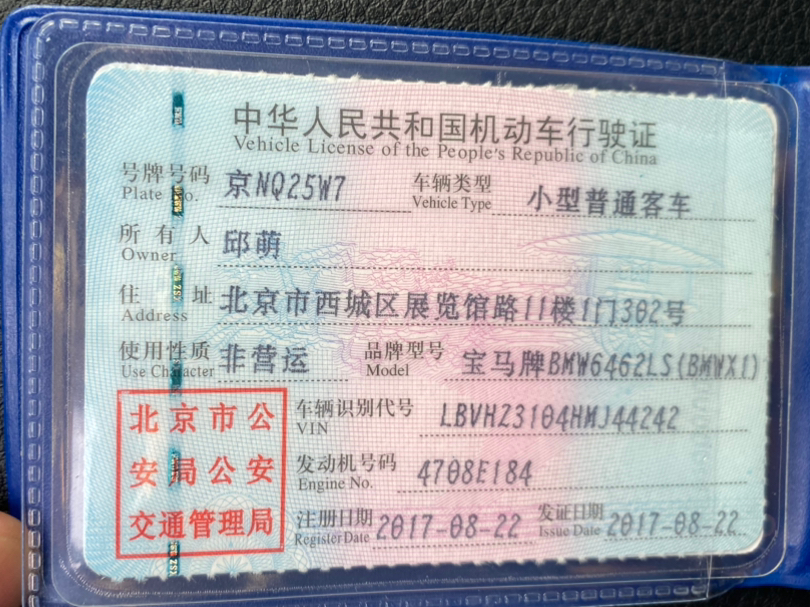 中华人民共和国机动车行驶证
Vehicle License of the People's Republic of China
号牌号码 京NQ25W7 车辆类型 小型普通客车
Plate No. Vehicle Type
所有人 邱萌
Owner
住址 北京市西城区展览馆路11楼1门302号
Address
使用性质 非营运 品牌型号 宝马牌BMW6462LS(BMWX1)
Use Character Model
北京市公安局公安交通管理局
车辆识别代号 LBVHZ3104HMJ44242
VIN
发动机号码 4708E184
Engine No.
注册日期 2017-08-22 发证日期 2017-08-22
Register Date Issue Date